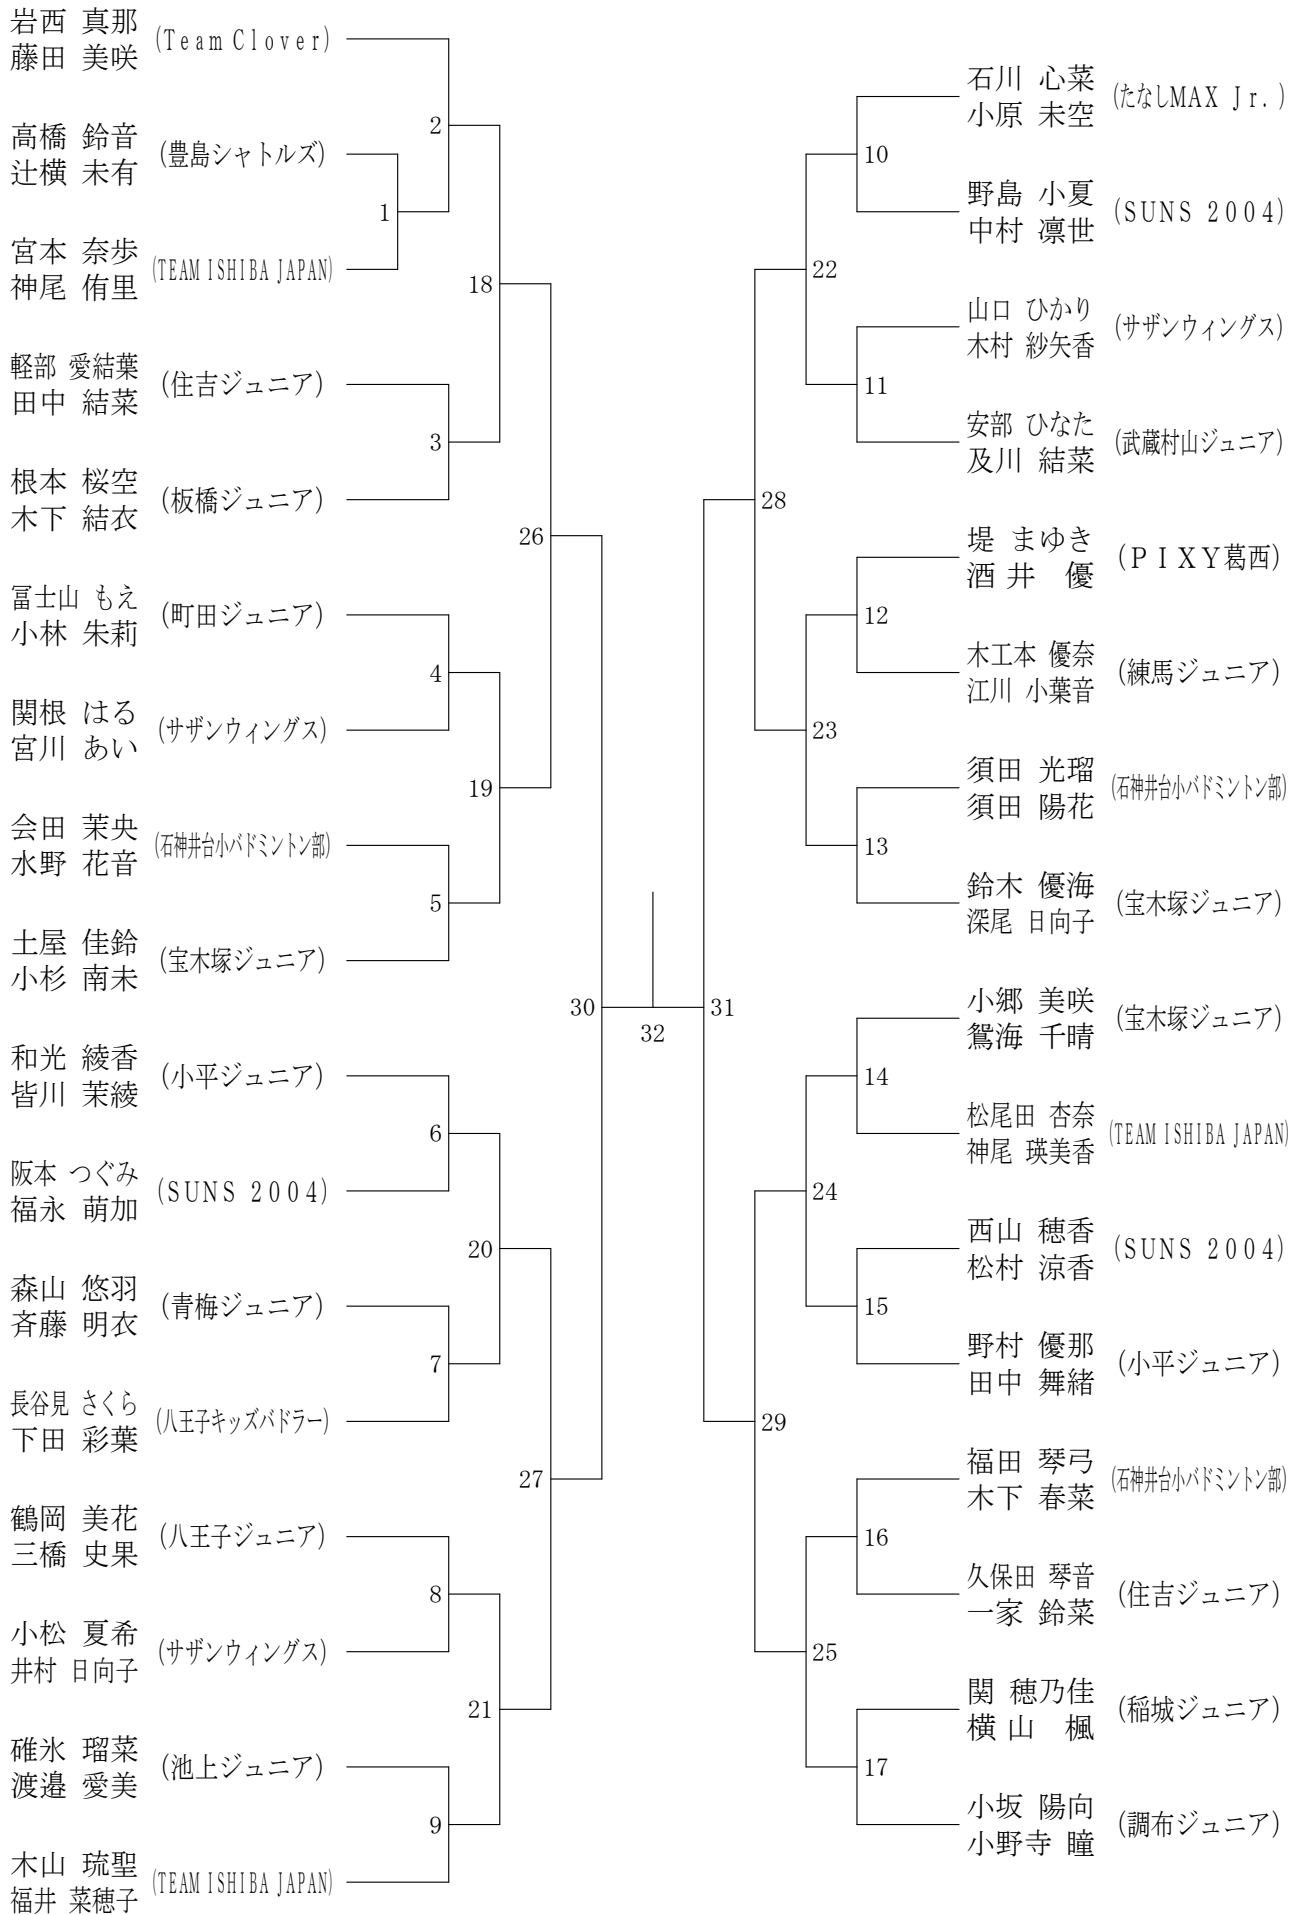 岩西 真那
藤田 美咲
(Team Clover)
高橋 鈴音
辻横 未有
(豊島シャトルズ)
宮本 奈歩
神尾 侑里
(TEAM ISHIBA JAPAN)
軽部 愛結葉
田中 結菜
(住吉ジュニア)
根本 桜空
木下 結衣
(板橋ジュニア)
冨士山 もえ
小林 朱莉
(町田ジュニア)
関根 はる
宮川 あい
(サザンウィングス)
会田 茉央
水野 花音
(石神井台小バドミントン部)
土屋 佳鈴
小杉 南未
(宝木塚ジュニア)
和光 綾香
皆川 茉綾
(小平ジュニア)
阪本 つぐみ
福永 萌加
(SUNS 2004)
森山 悠羽
斉藤 明衣
(青梅ジュニア)
長谷見 さくら
下田 彩葉
(八王子キッズバドラー)
鶴岡 美花
三橋 史果
(八王子ジュニア)
小松 夏希
井村 日向子
(サザンウィングス)
碓氷 瑠菜
渡邉 愛美
(池上ジュニア)
木山 琉聖
福井 菜穂子
(TEAM ISHIBA JAPAN)
1
2
3
4
5
6
7
8
9
18
19
20
21
26
27
30
32
31
28
29
22
23
24
25
10
11
12
13
14
15
16
17
石川 心菜
小原 未空
(たなしMAX Jr.)
野島 小夏
中村 凛世
(SUNS 2004)
山口 ひかり
木村 紗矢香
(サザンウィングス)
安部 ひなた
及川 結菜
(武蔵村山ジュニア)
堤 まゆき
酒井 優
(ＰＩＸＹ葛西)
木工本 優奈
江川 小葉音
(練馬ジュニア)
須田 光瑠
須田 陽花
(石神井台小バドミントン部)
鈴木 優海
深尾 日向子
(宝木塚ジュニア)
小郷 美咲
鴛海 千晴
(宝木塚ジュニア)
松尾田 杏奈
神尾 瑛美香
(TEAM ISHIBA JAPAN)
西山 穂香
松村 涼香
(SUNS 2004)
野村 優那
田中 舞緒
(小平ジュニア)
福田 琴弓
木下 春菜
(石神井台小バドミントン部)
久保田 琴音
一家 鈴菜
(住吉ジュニア)
関 穂乃佳
横山 楓
(稲城ジュニア)
小坂 陽向
小野寺 瞳
(調布ジュニア)